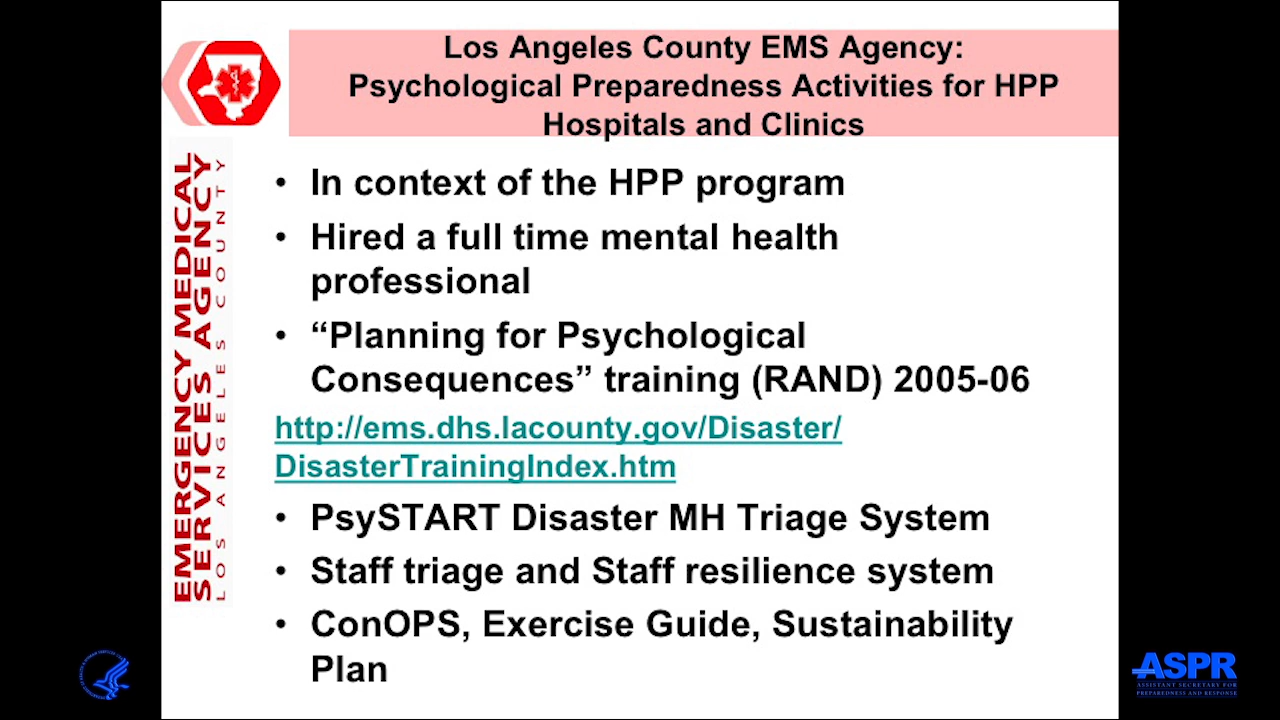 Los Angeles County EMS Agency:
Psychological Preparedness Activities for HPP
Hospitals and Clinics
EMERGENCY MEDICAL
SERVICES AGENCY
LOS ANGELES COUNTY
• In context of the HPP program
• Hired a full time mental health
professional
• “Planning for Psychological
Consequences” training (RAND) 2005-06
http://ems.dhs.lacounty.gov/Disaster/
DisasterTrainingIndex.htm
• PsySTART Disaster MH Triage System
• Staff triage and Staff resilience system
• ConOPS, Exercise Guide, Sustainability
Plan
ASPR
ASSISTANT SECRETARY FOR
PREPAREDNESS AND RESPONSE